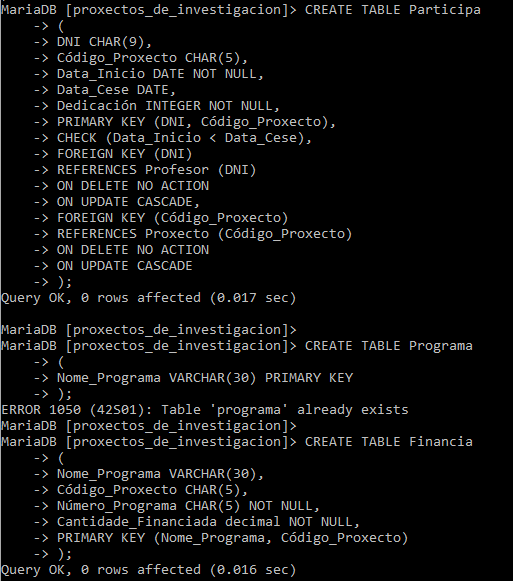 MariaDB [proxectos_de_investigacion]> CREATE TABLE Participa
    -> (
    -> DNI CHAR(9),
    -> Código_Proxecto CHAR(5),
    -> Data_Inicio DATE NOT NULL,
    -> Data_Cese DATE,
    -> Dedicación INTEGER NOT NULL,
    -> PRIMARY KEY (DNI, Código_Proxecto),
    -> CHECK (Data_Inicio < Data_Cese),
    -> FOREIGN KEY (DNI)
    -> REFERENCES Profesor (DNI)
    -> ON DELETE NO ACTION
    -> ON UPDATE CASCADE,
    -> FOREIGN KEY (Código_Proxecto)
    -> REFERENCES Proxecto (Código_Proxecto)
    -> ON DELETE NO ACTION
    -> ON UPDATE CASCADE
    -> );
Query OK, 0 rows affected (0.017 sec)

MariaDB [proxectos_de_investigacion]>
MariaDB [proxectos_de_investigacion]> CREATE TABLE Programa
    -> (
    -> Nome_Programa VARCHAR(30) PRIMARY KEY
    -> );
ERROR 1050 (42S01): Table 'programa' already exists
MariaDB [proxectos_de_investigacion]>
MariaDB [proxectos_de_investigacion]> CREATE TABLE Financia
    -> (
    -> Nome_Programa VARCHAR(30),
    -> Código_Proxecto CHAR(5),
    -> Número_Programa CHAR(5) NOT NULL,
    -> Cantidade_Financiada decimal NOT NULL,
    -> PRIMARY KEY (Nome_Programa, Código_Proxecto)
    -> );
Query OK, 0 rows affected (0.016 sec)